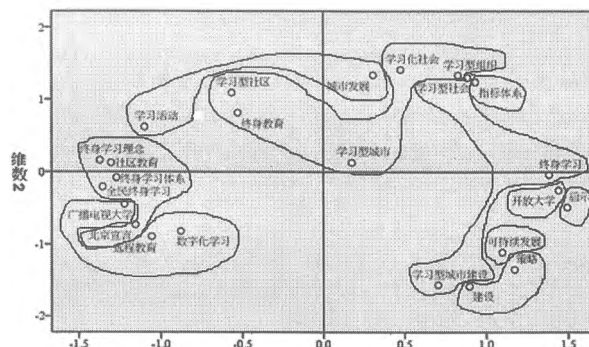 维数 2
2
1
0
-1
-2
学习化社会
学习型组织
城市发展
学习型社区
学习型社会
指标体系
终身教育
学习活动
学习型城市
终身学习理念
社区教育
终身学习
终身学习体系
全民终身学习
开放大学
启示
广播电视大学
北京宣言
数字化学习
远程教育
可持续发展
策略
学习型城市建设
建设
-1.5
-1.0
-0.5
0.0
0.5
1.0
1.5